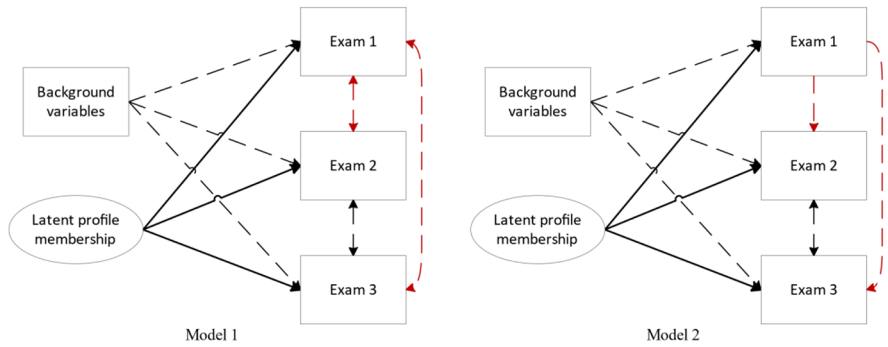 Exam 1
Background
variables
Exam 2
Latent profile
membership
Exam 3
Model 1
Exam 1
Background
variables
Exam 2
Latent profile
membership
Exam 3
Model 2